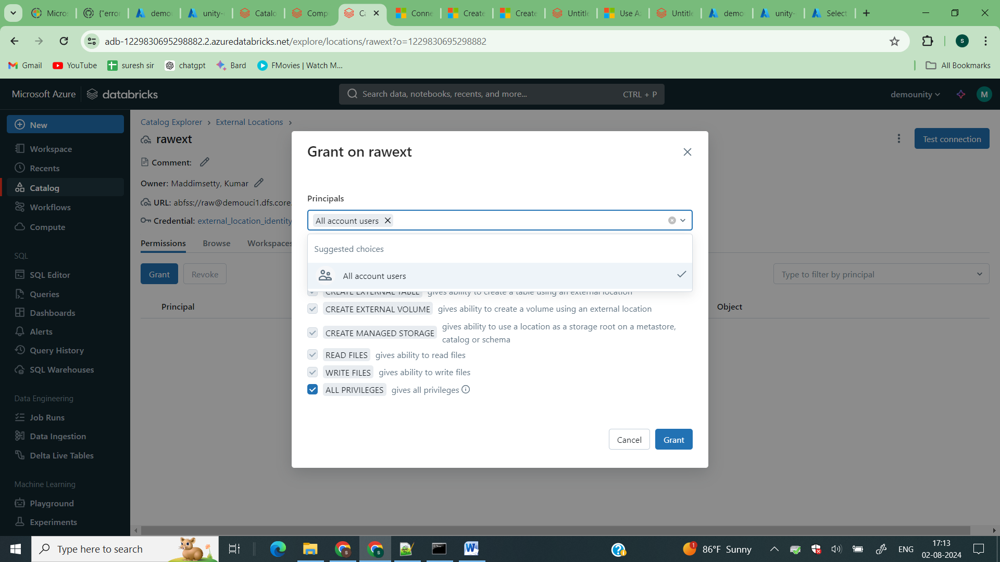 Micros
{"error
demou
unity-
Catalo
Comp
Ca
Conne
Create
Create
Untitle
Use Az
Untitle
demo
unity-
Select
adb-1229830695298882.2.azuredatabricks.net/explore/locations/rawext?o=1229830695298882
S
Gmail
YouTube
suresh sir
chatgpt
Bard
FMovies | Watch M...
All Bookmarks
Microsoft Azure
databricks
Search data, notebooks, recents, and more...
CTRL + P
demounity
M
New
Workspace
Recents
Catalog
Workflows
Compute
SQL
SQL Editor
Queries
Dashboards
Alerts
Query History
SQL Warehouses
Data Engineering
Job Runs
Data Ingestion
Delta Live Tables
Machine Learning
Playground
Experiments
Catalog Explorer › External Locations ›
rawext
Test connection
Comment:
Owner: Maddimsetty, Kumar
URL: abfss://raw@demouci1.dfs.core.
Credential: external_location_identity
Permissions
Browse
Workspaces
Grant
Revoke
Type to filter by principal
Principal
Object
Grant on rawext
Principals
All account users
Suggested choices
All account users
CREATE EXTERNAL TABLE gives ability to create a table using an external location
CREATE EXTERNAL VOLUME gives ability to create a volume using an external location
CREATE MANAGED STORAGE gives ability to use a location as a storage root on a metastore,
catalog or schema
READ FILES gives ability to read files
WRITE FILES gives ability to write files
ALL PRIVILEGES gives all privileges
Cancel
Grant
Type here to search
1
86°F Sunny
ENG
17:13
02-08-2024